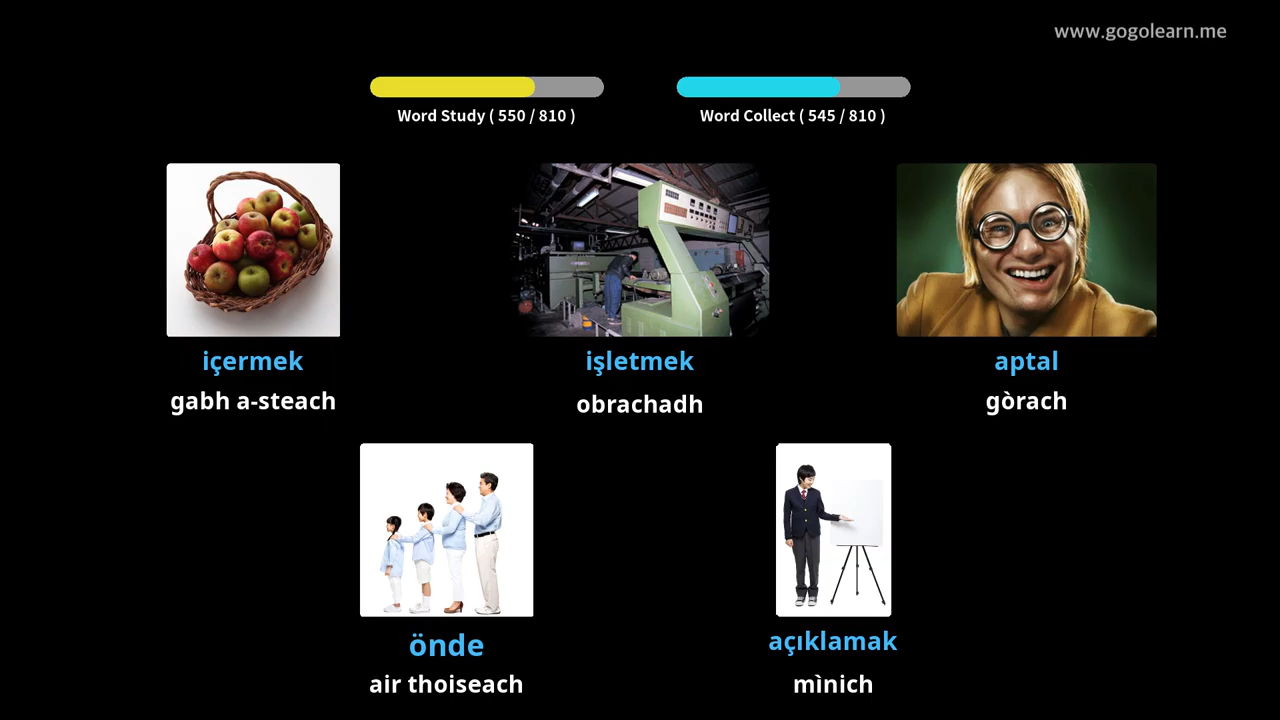 www.gogolearn.me
Word Study ( 550 / 810 )
Word Collect ( 545 / 810 )
içermek
işletmek
aptal
gabh a-steach
obrachadh
gòrach
önde
açıklamak
air thoiseach
mìnich